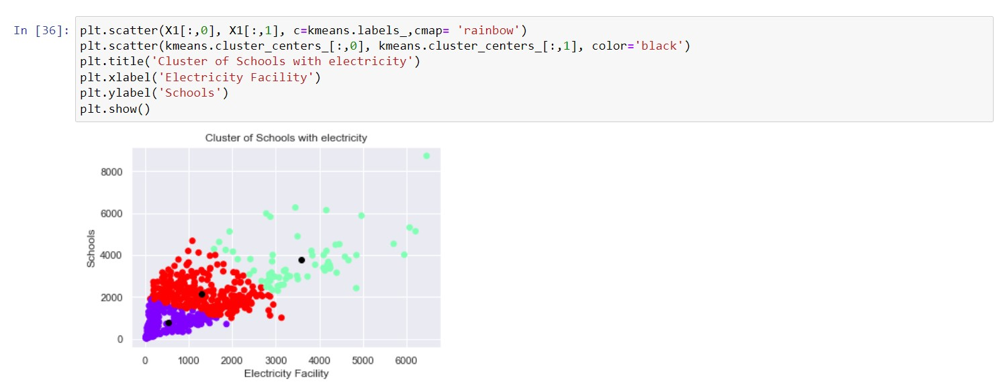 In [36]: plt.scatter(X1[:,0], X1[:,1], c=kmeans.labels_,cmap= 'rainbow')
plt.scatter(kmeans.cluster_centers_[:,0], kmeans.cluster_centers_[:,1], color='black')
plt.title('Cluster of Schools with electricity')
plt.xlabel('Electricity Facility')
plt.ylabel('Schools')
plt.show()
Cluster of Schools with electricity
Schools
8000
6000
4000
2000
0
0 1000 2000 3000 4000 5000 6000
Electricity Facility